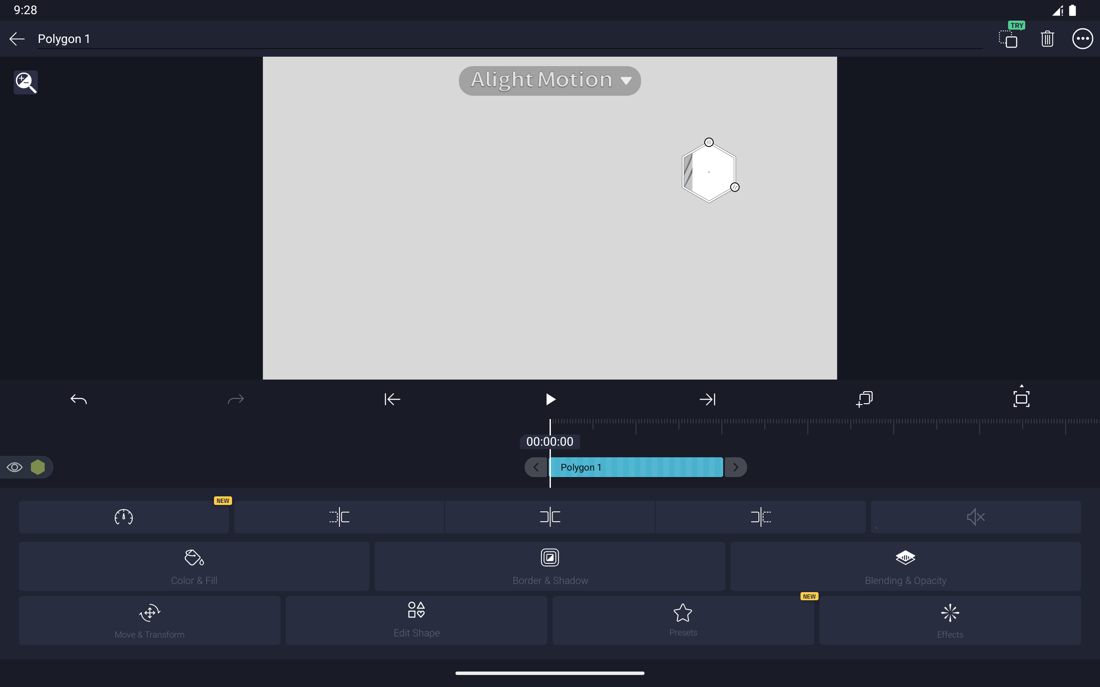 9:28
Polygon 1
TRY
Alight Motion
00:00:00
Polygon 1
NEW
Color & Fill
Border & Shadow
Blending & Opacity
NEW
Move & Transform
Edit Shape
Presets
Effects